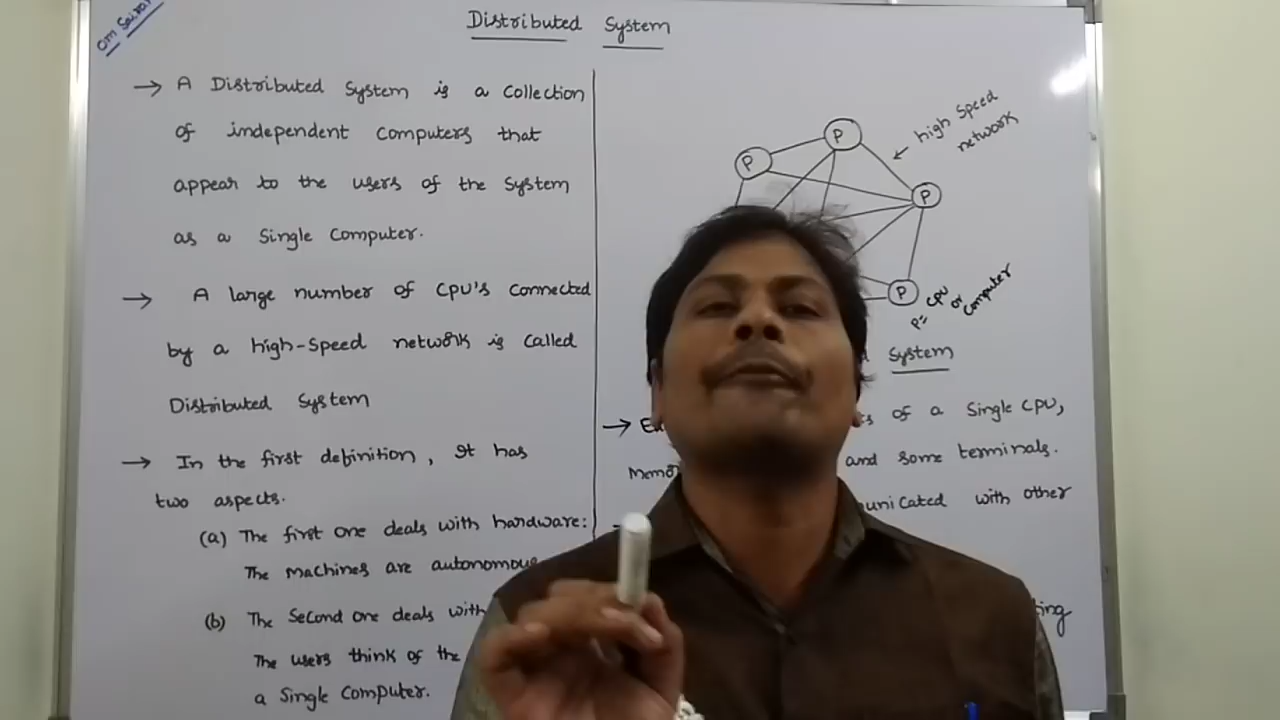 Om Sairam
Distributed System
→ A Distributed System is a collection
of independent computers that
appear to the users of the System
as a Single Computer.
→ A large number of CPU's connected
by a high-Speed network is called
Distributed System
→ In the first definition, It has
two aspects.
(a) The first one deals with hardware:
The machines are autonomous
(b) The Second one deals with
The users think of the
a Single Computer.
high Speed
network
P
P
P
P
P = CPU
or
Computer
System
→ of a Single CPU,
and some terminals.
with other